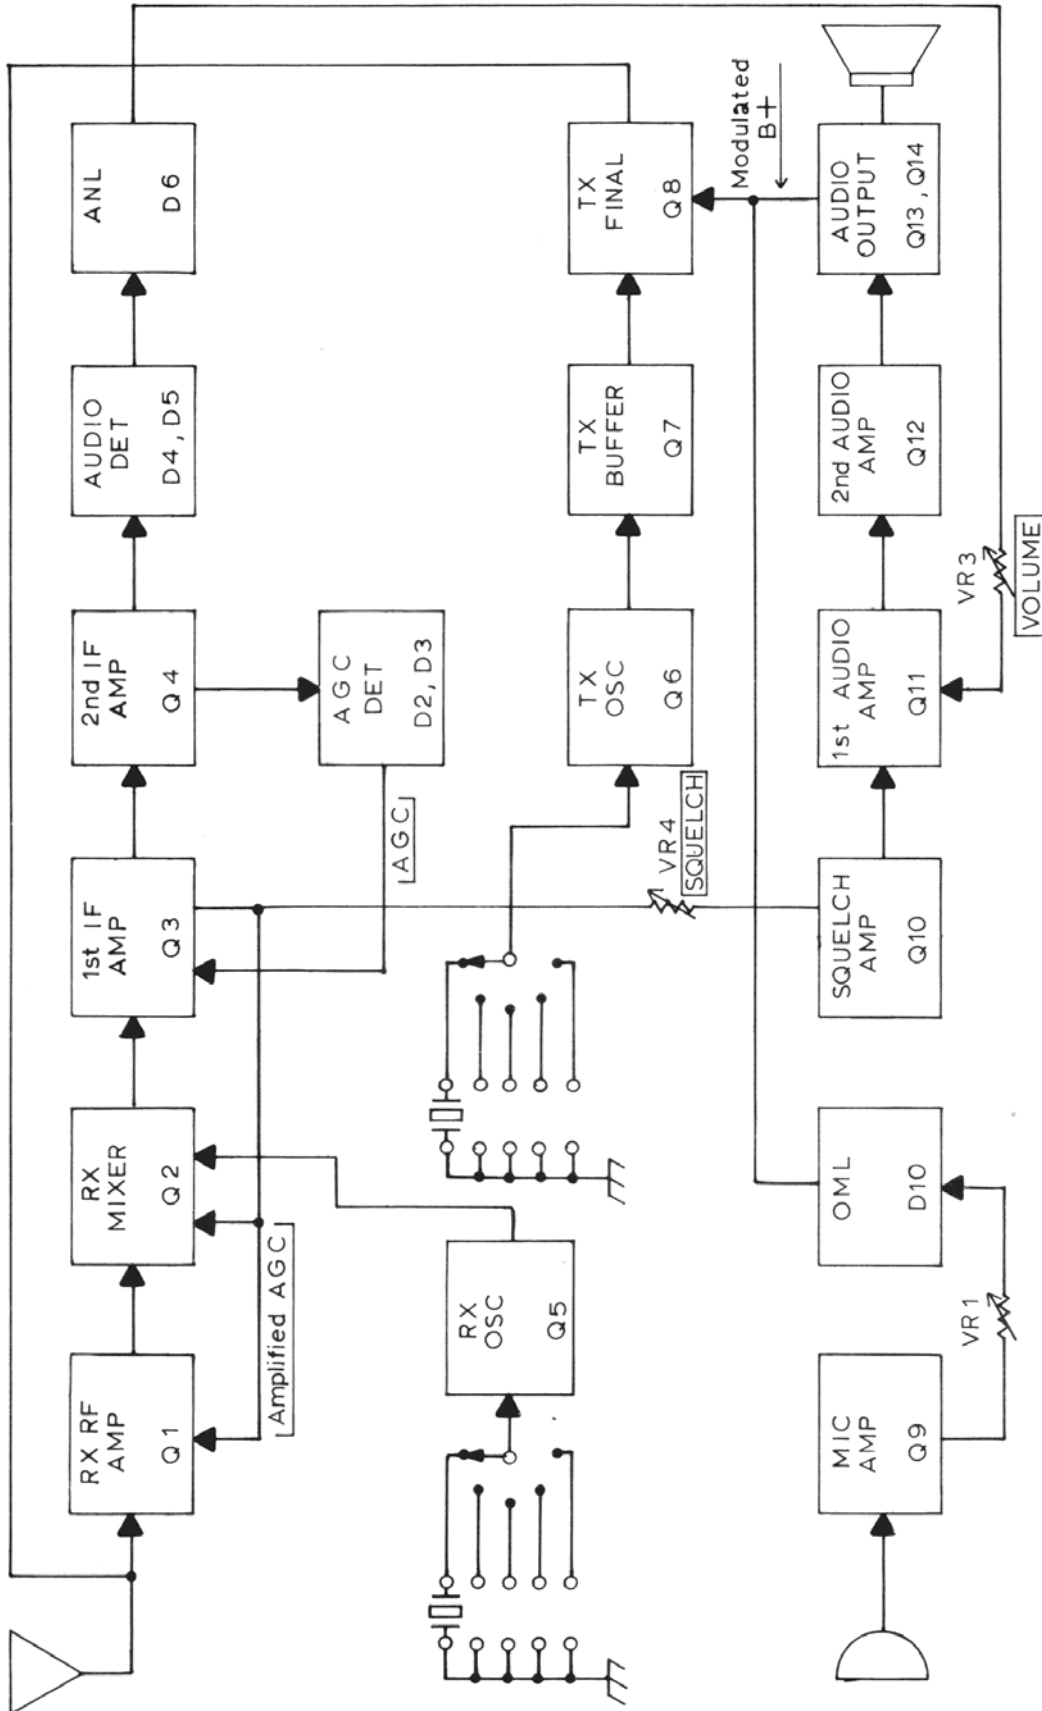 RX RF
AMP
Q1
RX
MIXER
Q2
1st IF
AMP
Q3
2nd IF
AMP
Q4
AUDIO
DET
D4, D5
ANL
D6
Amplified AGC
AGC
AGC
DET
D2, D3
RX
OSC
Q5
TX
OSC
Q6
TX
BUFFER
Q7
TX
FINAL
Q8
VR4
SQUELCH
Modulated
B+
MIC
AMP
Q9
OML
D10
SQUELCH
AMP
Q10
1st AUDIO
AMP
Q11
2nd AUDIO
AMP
Q12
AUDIO
OUTPUT
Q13, Q14
VR1
VR3
VOLUME